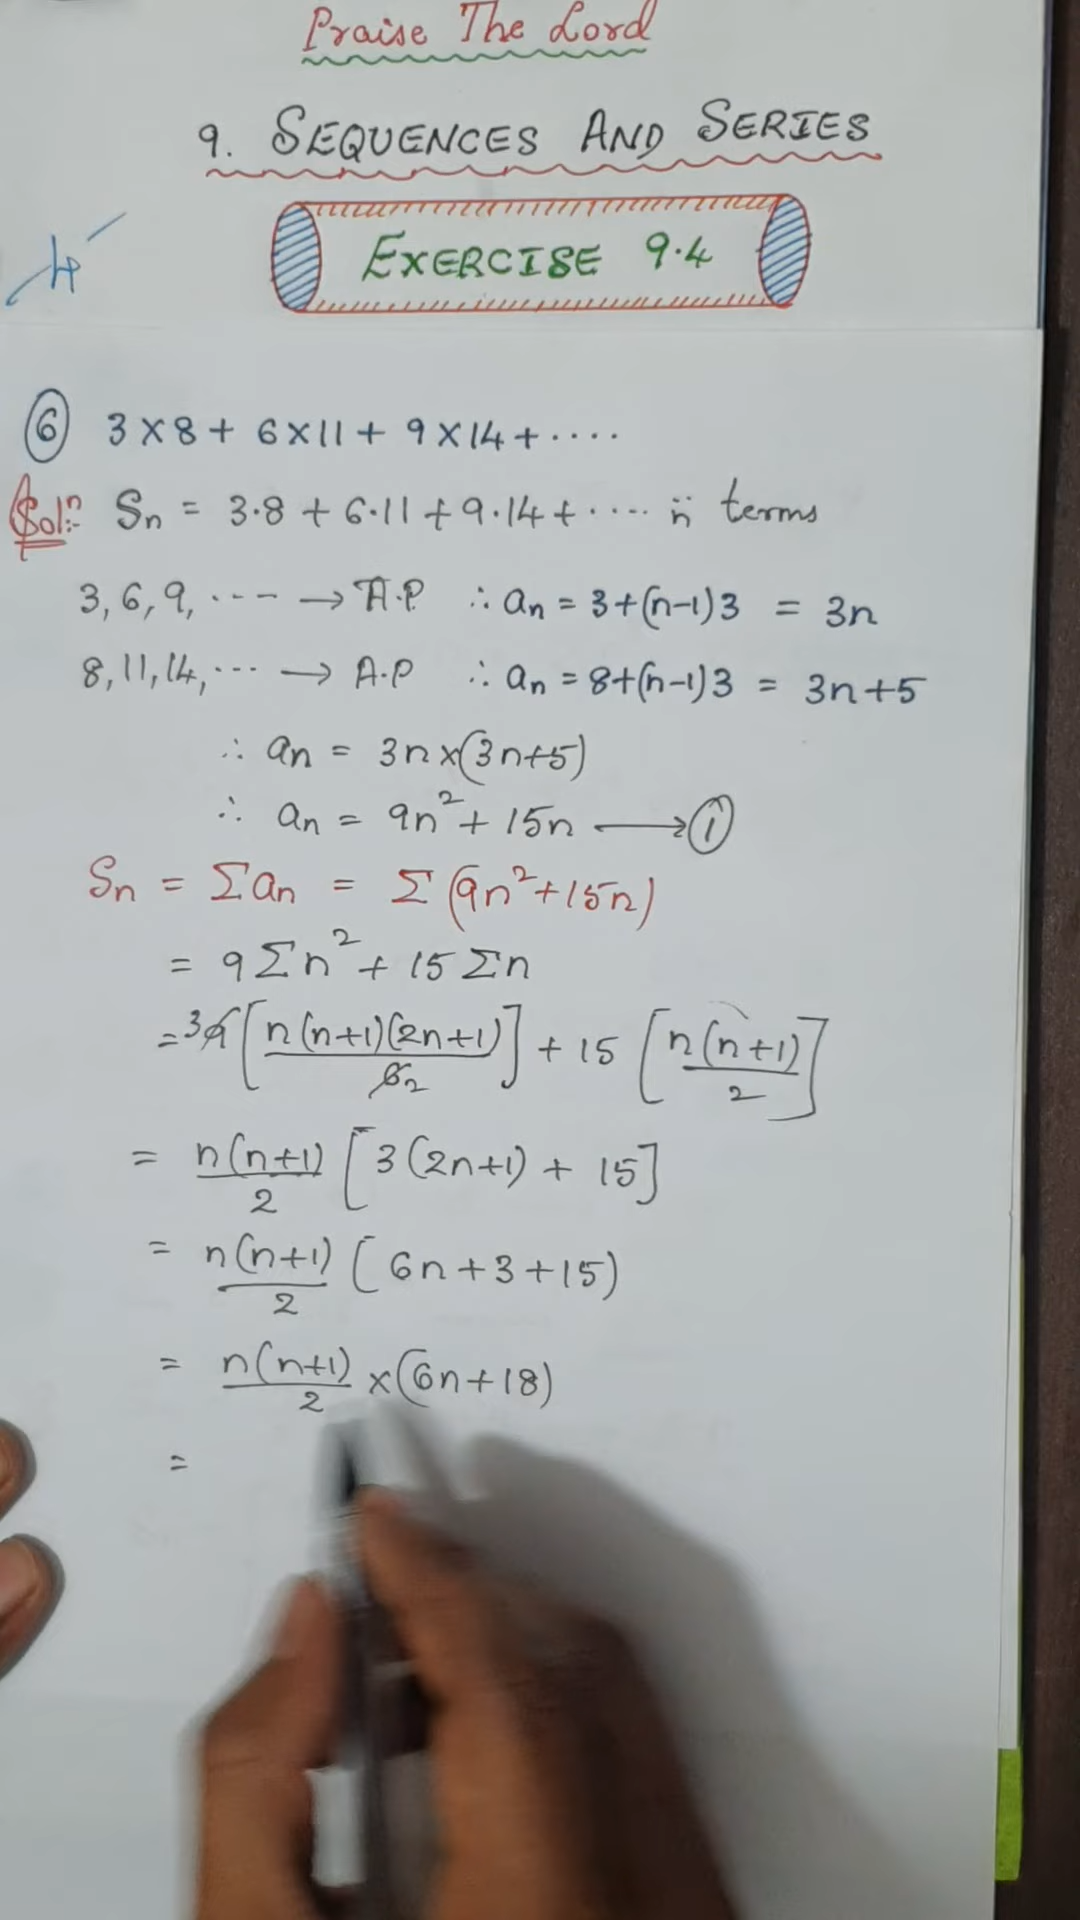 Praise The Lord
9. SEQUENCES AND SERIES
EXERCISE 9.4
⑥ 3×8 + 6×11 + 9×14 + ····
Solⁿ:- Sn = 3·8 + 6·11 + 9·14 + ···· "n" terms
3, 6, 9, ---- → A.P ∴ an = 3+(n-1)3 = 3n
8, 11, 14, ··· → A.P ∴ an = 8+(n-1)3 = 3n+5
∴ an = 3n×(3n+5)
∴ an = 9n² + 15n → ①
Sn = Σan = Σ(9n²+15n)
= 9Σn² + 15Σn
= 3 9 [n(n+1)(2n+1)/6 2] + 15 [n(n+1)/2]
= n(n+1)/2 [3(2n+1) + 15]
= n(n+1)/2 [6n+3+15)
= n(n+1)/2 ×(6n+18)
=